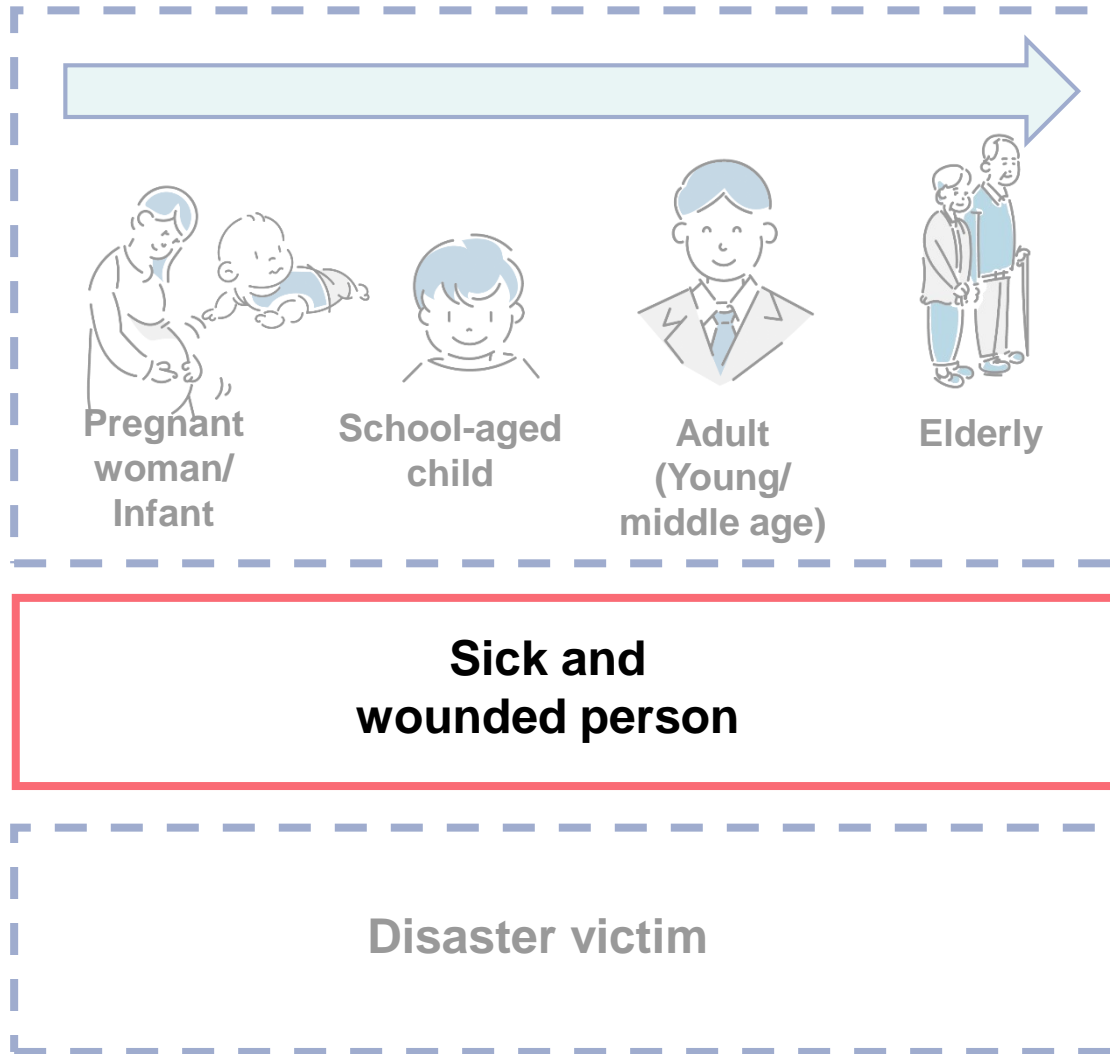 Pregnant
woman/
Infant
School-aged
child
Adult
(Young/
middle age)
Elderly
Sick and
wounded person
Disaster victim